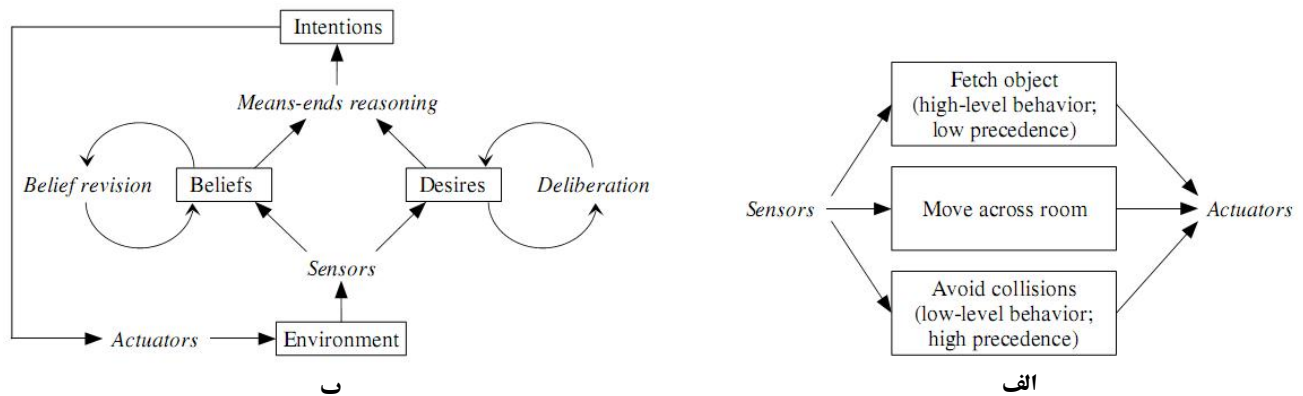 Intentions
Means-ends reasoning
Belief revision
Beliefs
Desires
Deliberation
Sensors
Actuators
Environment
ب
Fetch object
(high-level behavior;
low precedence)
Sensors
Move across room
Actuators
Avoid collisions
(low-level behavior;
high precedence)
الف